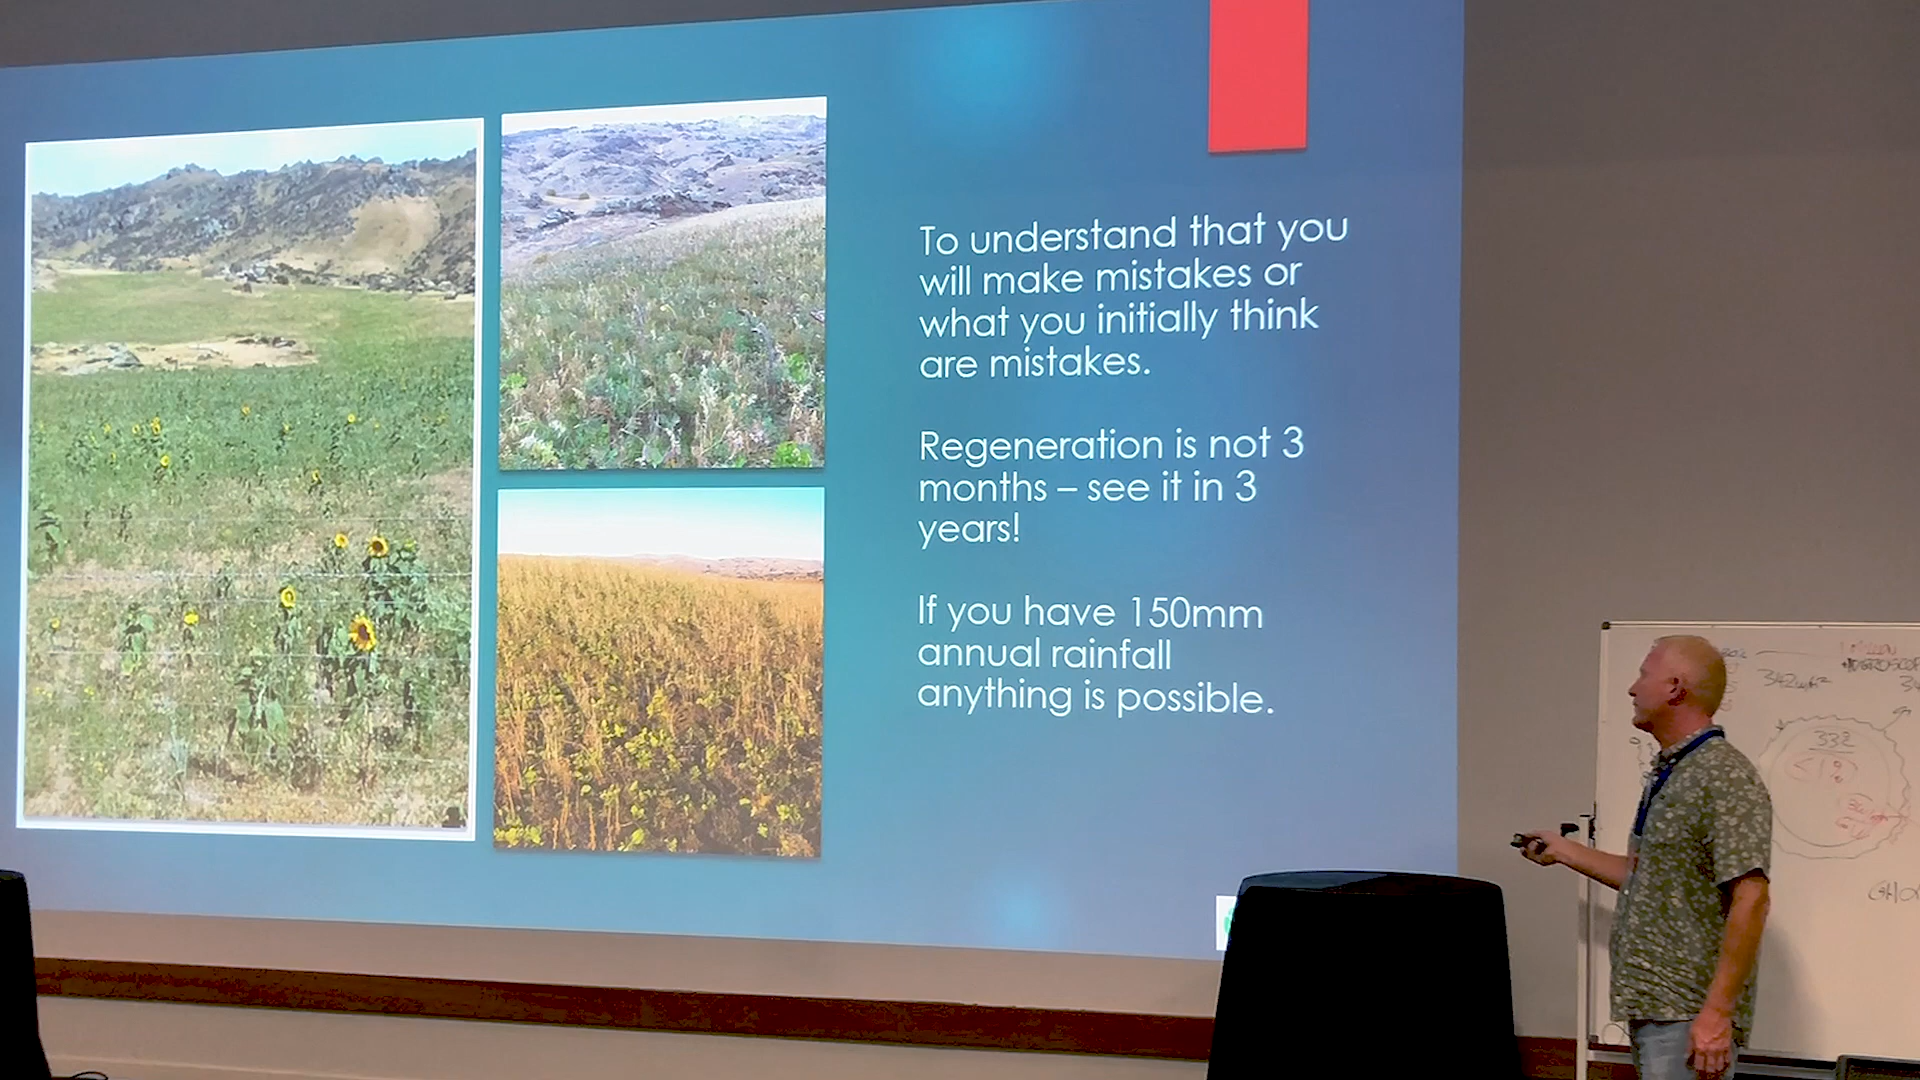 To understand that you
will make mistakes or
what you initially think
are mistakes.
Regeneration is not 3
months – see it in 3
years!
If you have 150mm
annual rainfall
anything is possible.
332